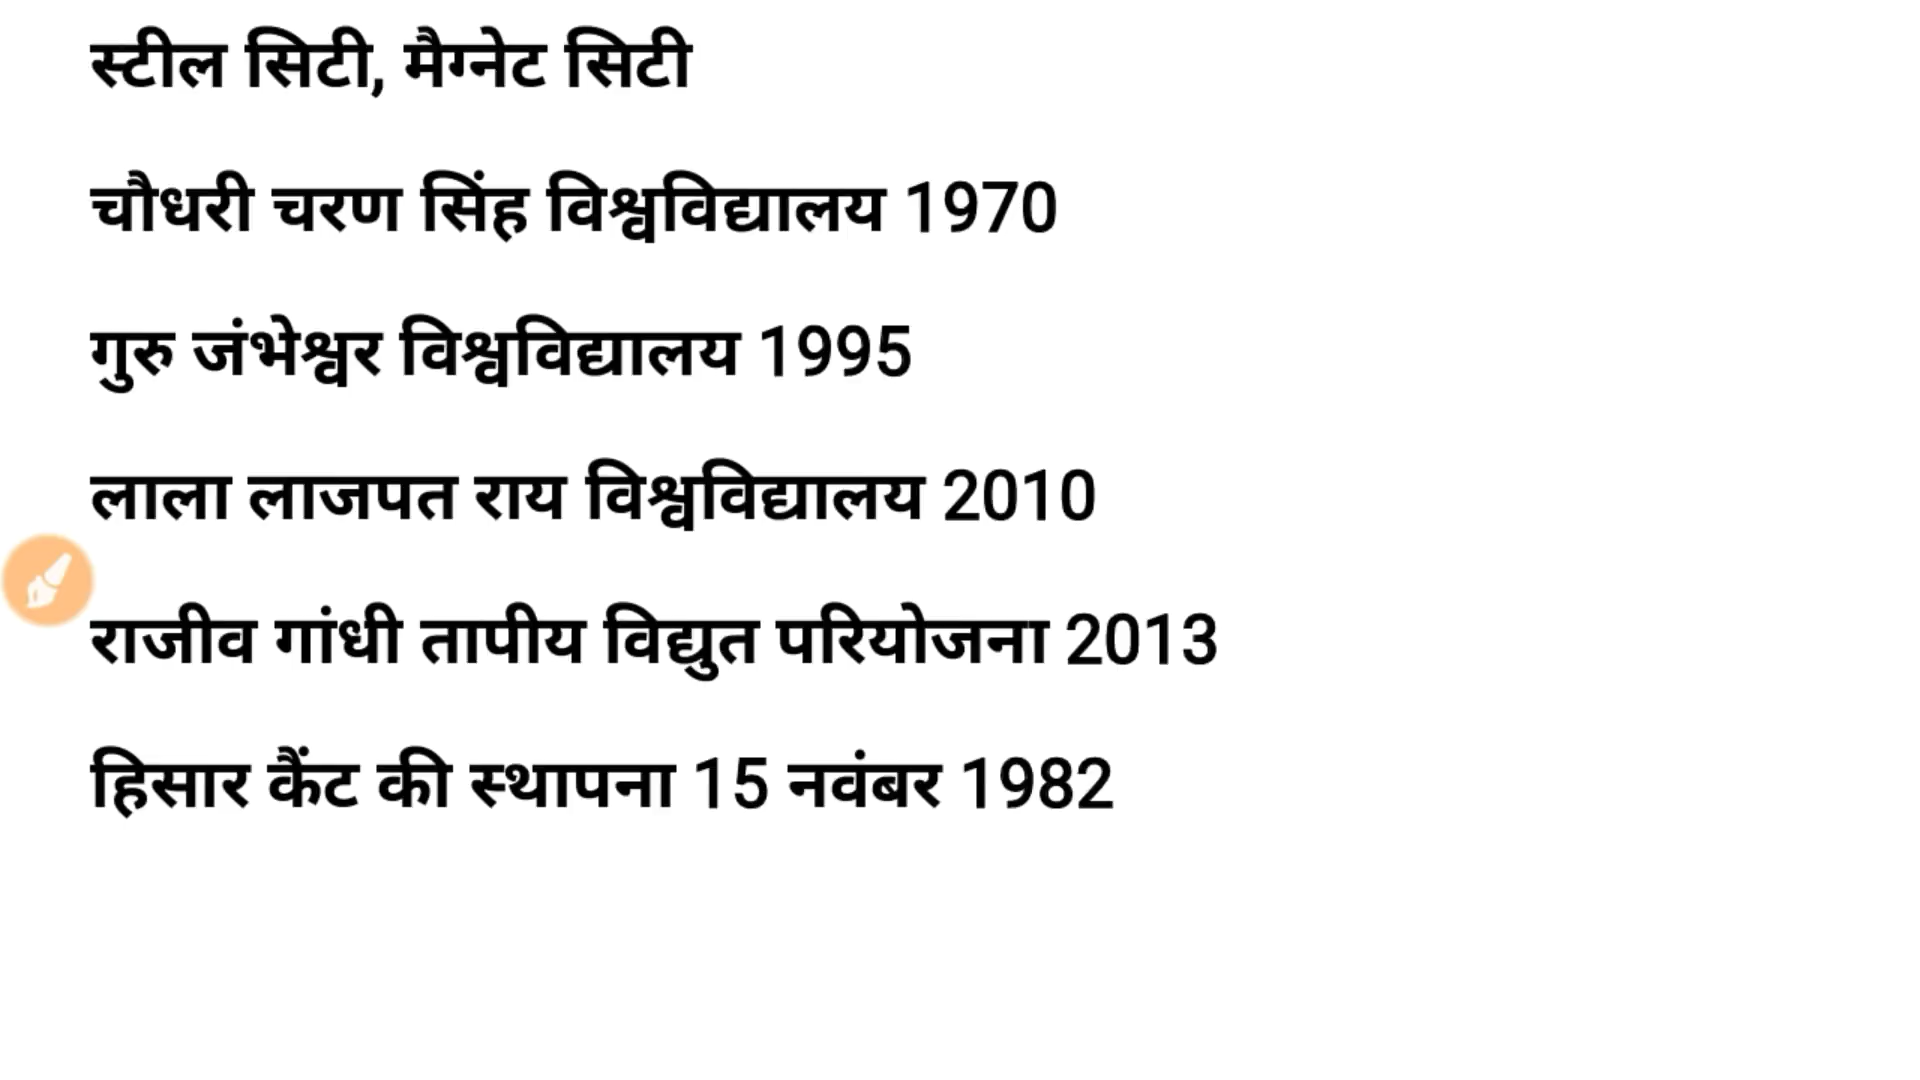 स्टील सिटी, मैग्नेट सिटी
चौधरी चरण सिंह विश्वविद्यालय 1970
गुरु जंभेश्वर विश्वविद्यालय 1995
लाला लाजपत राय विश्वविद्यालय 2010
राजीव गांधी तापीय विद्युत परियोजना 2013
हिसार कैंट की स्थापना 15 नवंबर 1982